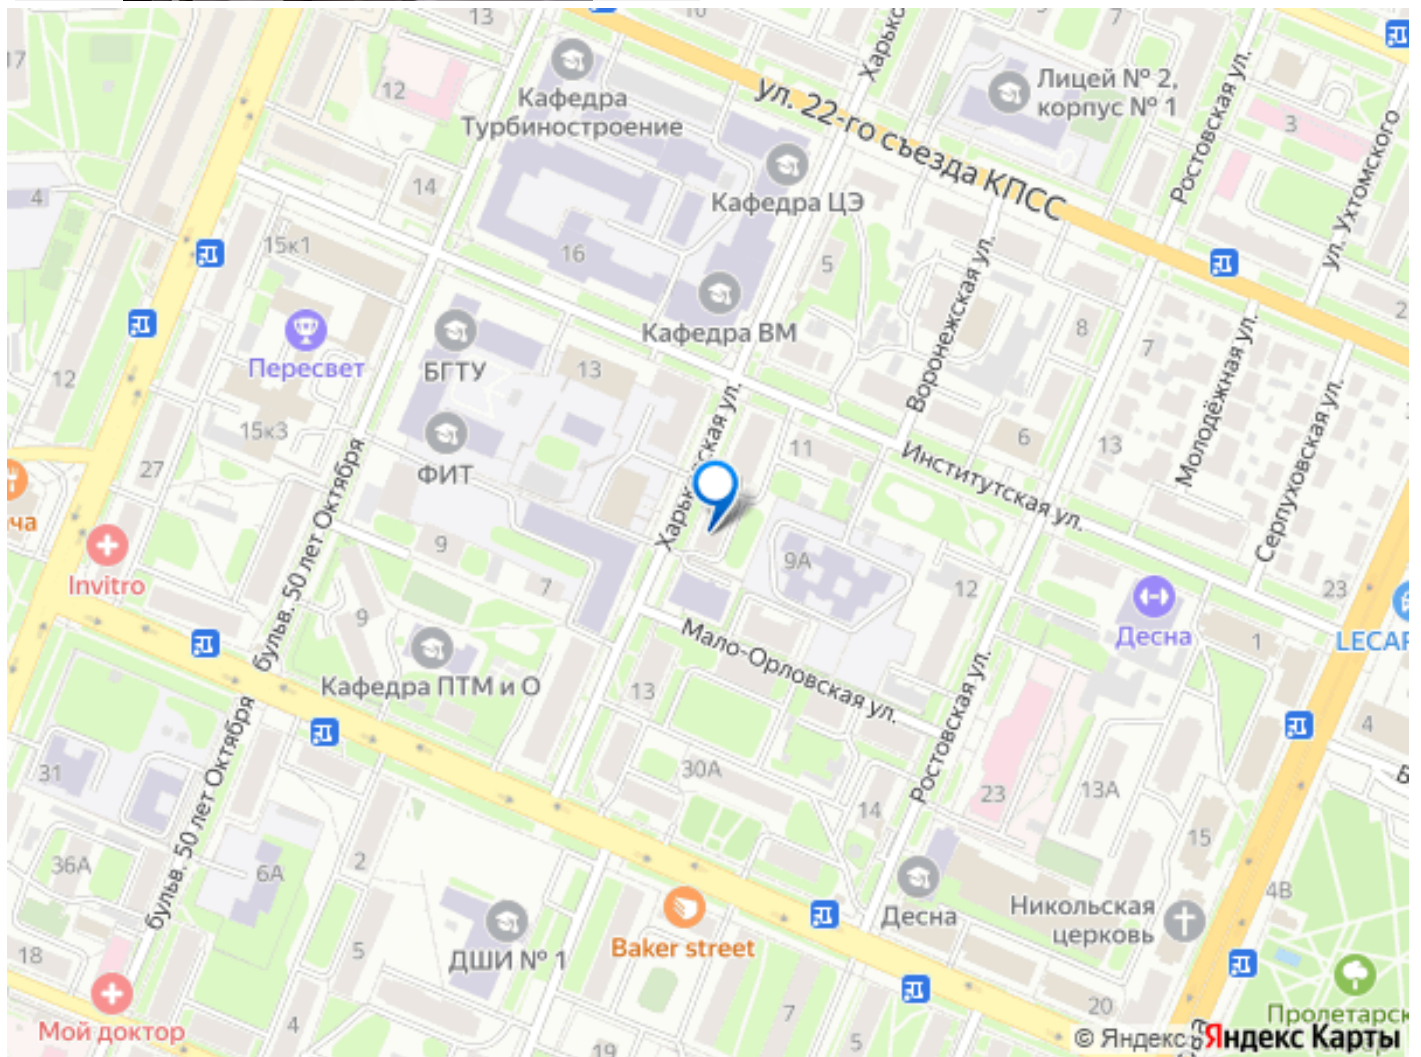 13
10
7
17
12
Кафедра
Турбиностроение
Харько
ул. 22-го съезда КПСС
Лицей № 2,
корпус № 1
Ростовская ул.
3
ул. Ухтомского
4
14
Кафедра ЦЭ
15к1
16
5
Воронежская ул.
Кафедра ВМ
8
2
7
Молодёжная ул.
Пересвет
БГТУ
13
12
Серпуховская ул.
15к3
ФИТ
11
6
13
Институтская ул.
27
ча
бульв. 50 лет Октября
Invitro
9
7
9А
12
23
Десна
1
LECAR
9
Мало-Орловская ул.
Кафедра ПТМ и О
13
Ростовская ул.
4
31
бульв. 50 лет Октября
30А
14
23
13А
15
Б
36А
6А
2
Десна
4В
Никольская
церковь
Baker street
ДШИ № 1
18
5
7
20
Пролетарск
Мой доктор
4
19
5
© Яндекс
Яндекс Карты